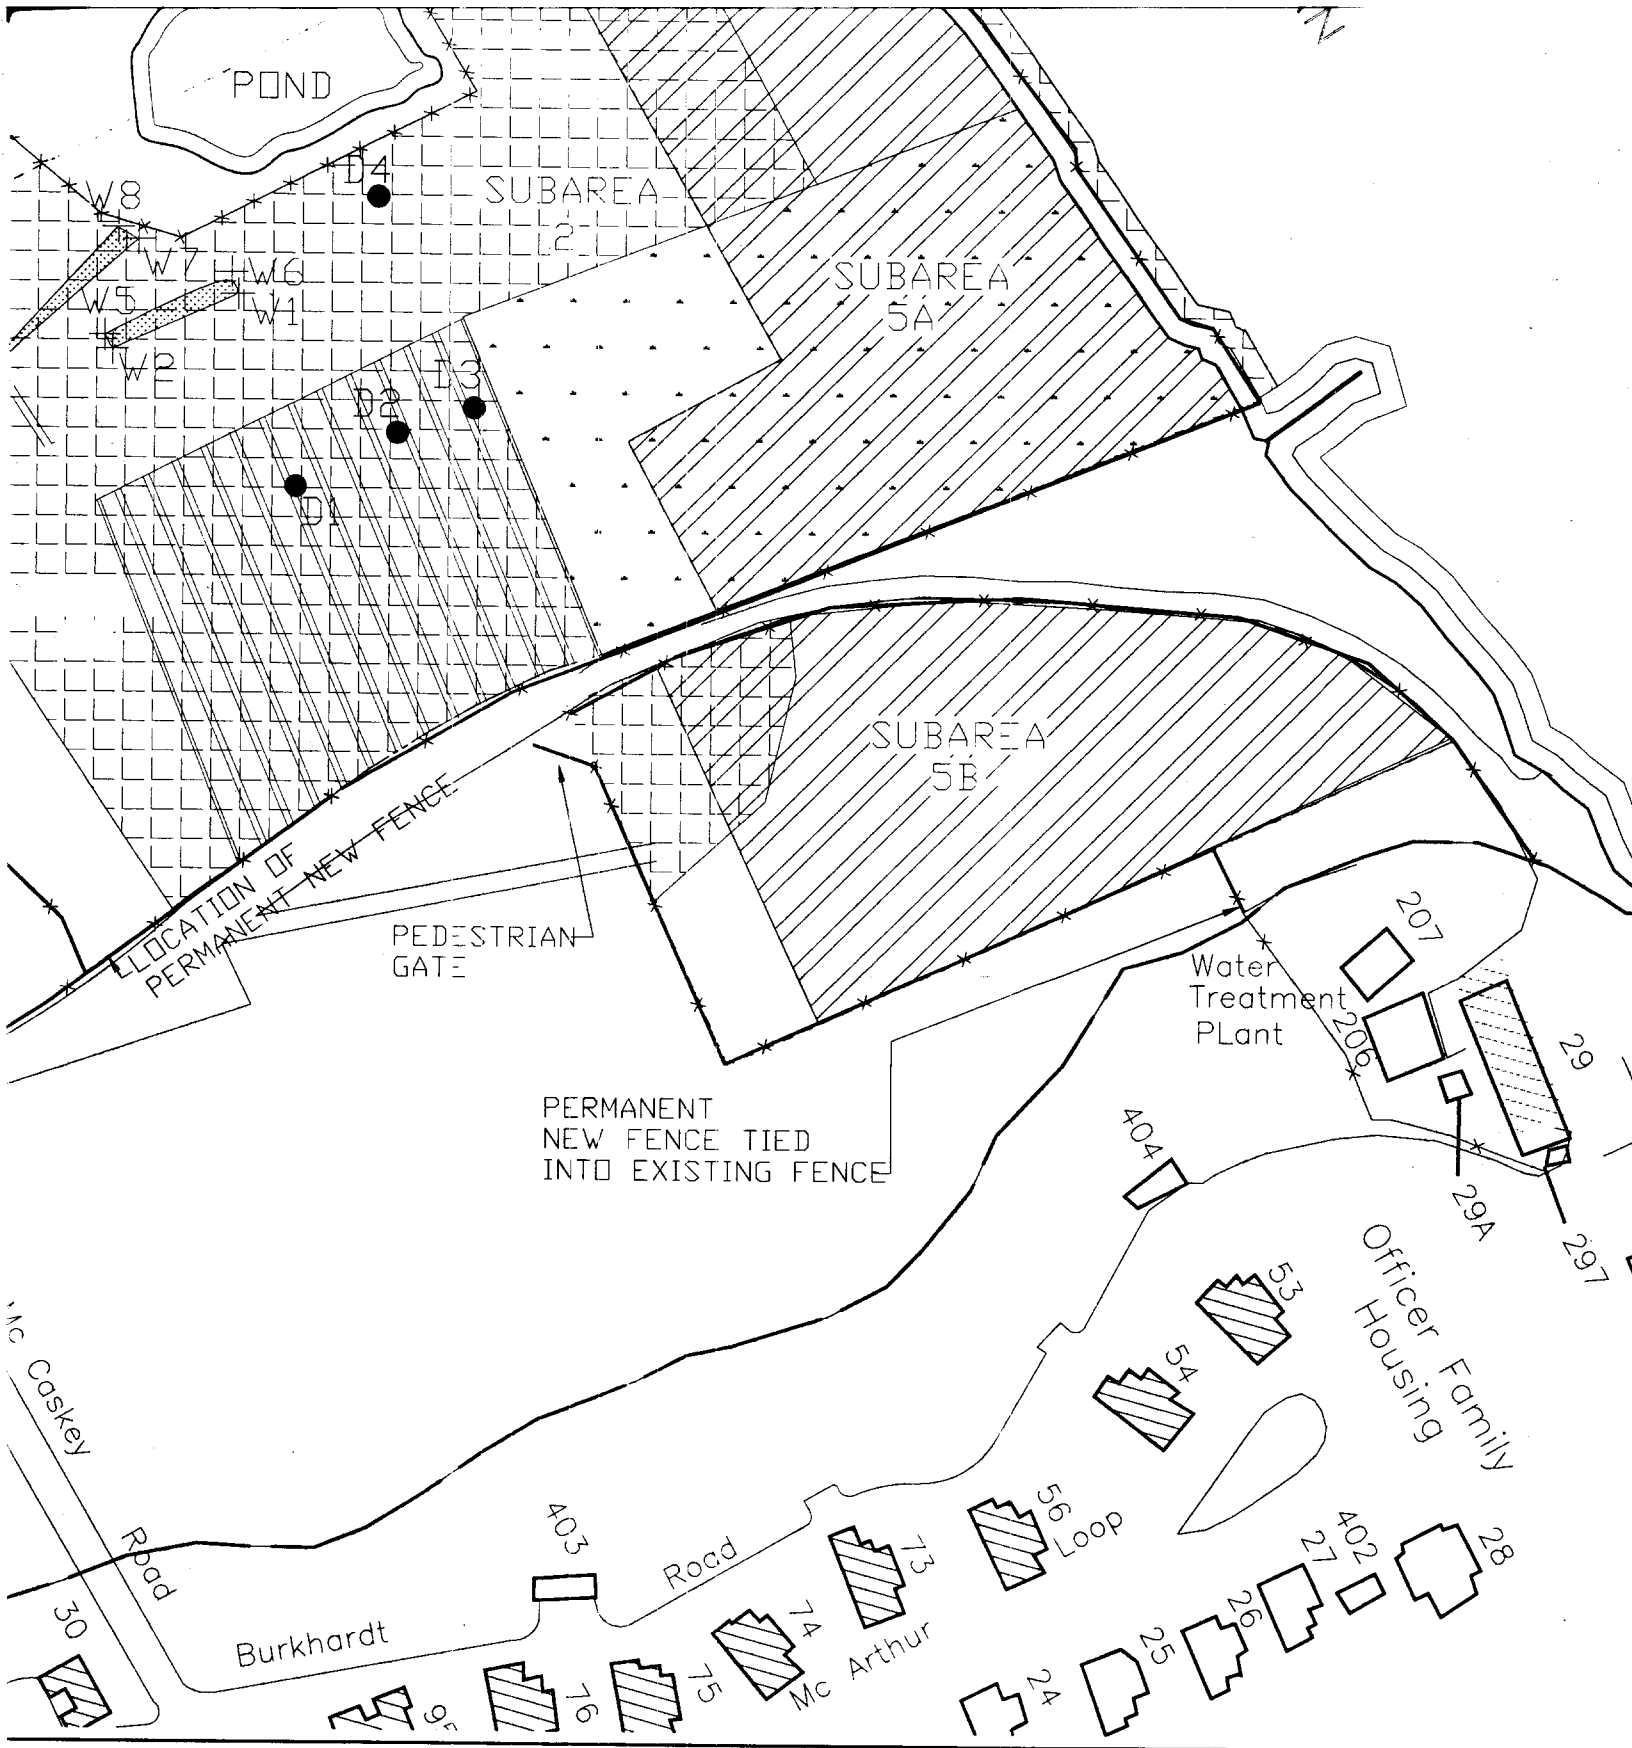 N
POND
D4
W8
SUBAREA
2
W7
W6
W5
W1
SUBAREA
5A
W2
D3
D2
D1
SUBAREA
5B
LOCATION OF
PERMANENT NEW FENCE
PEDESTRIAN
GATE
207
Water
Treatment
PLant
206
29
PERMANENT
NEW FENCE TIED
INTO EXISTING FENCE
404
29A
297
Officer Family
Housing
53
54
Mc Caskey
Road
56
Loop
403
Road
73
402
27
28
30
Burkhardt
74
Mc Arthur
26
25
75
76
24